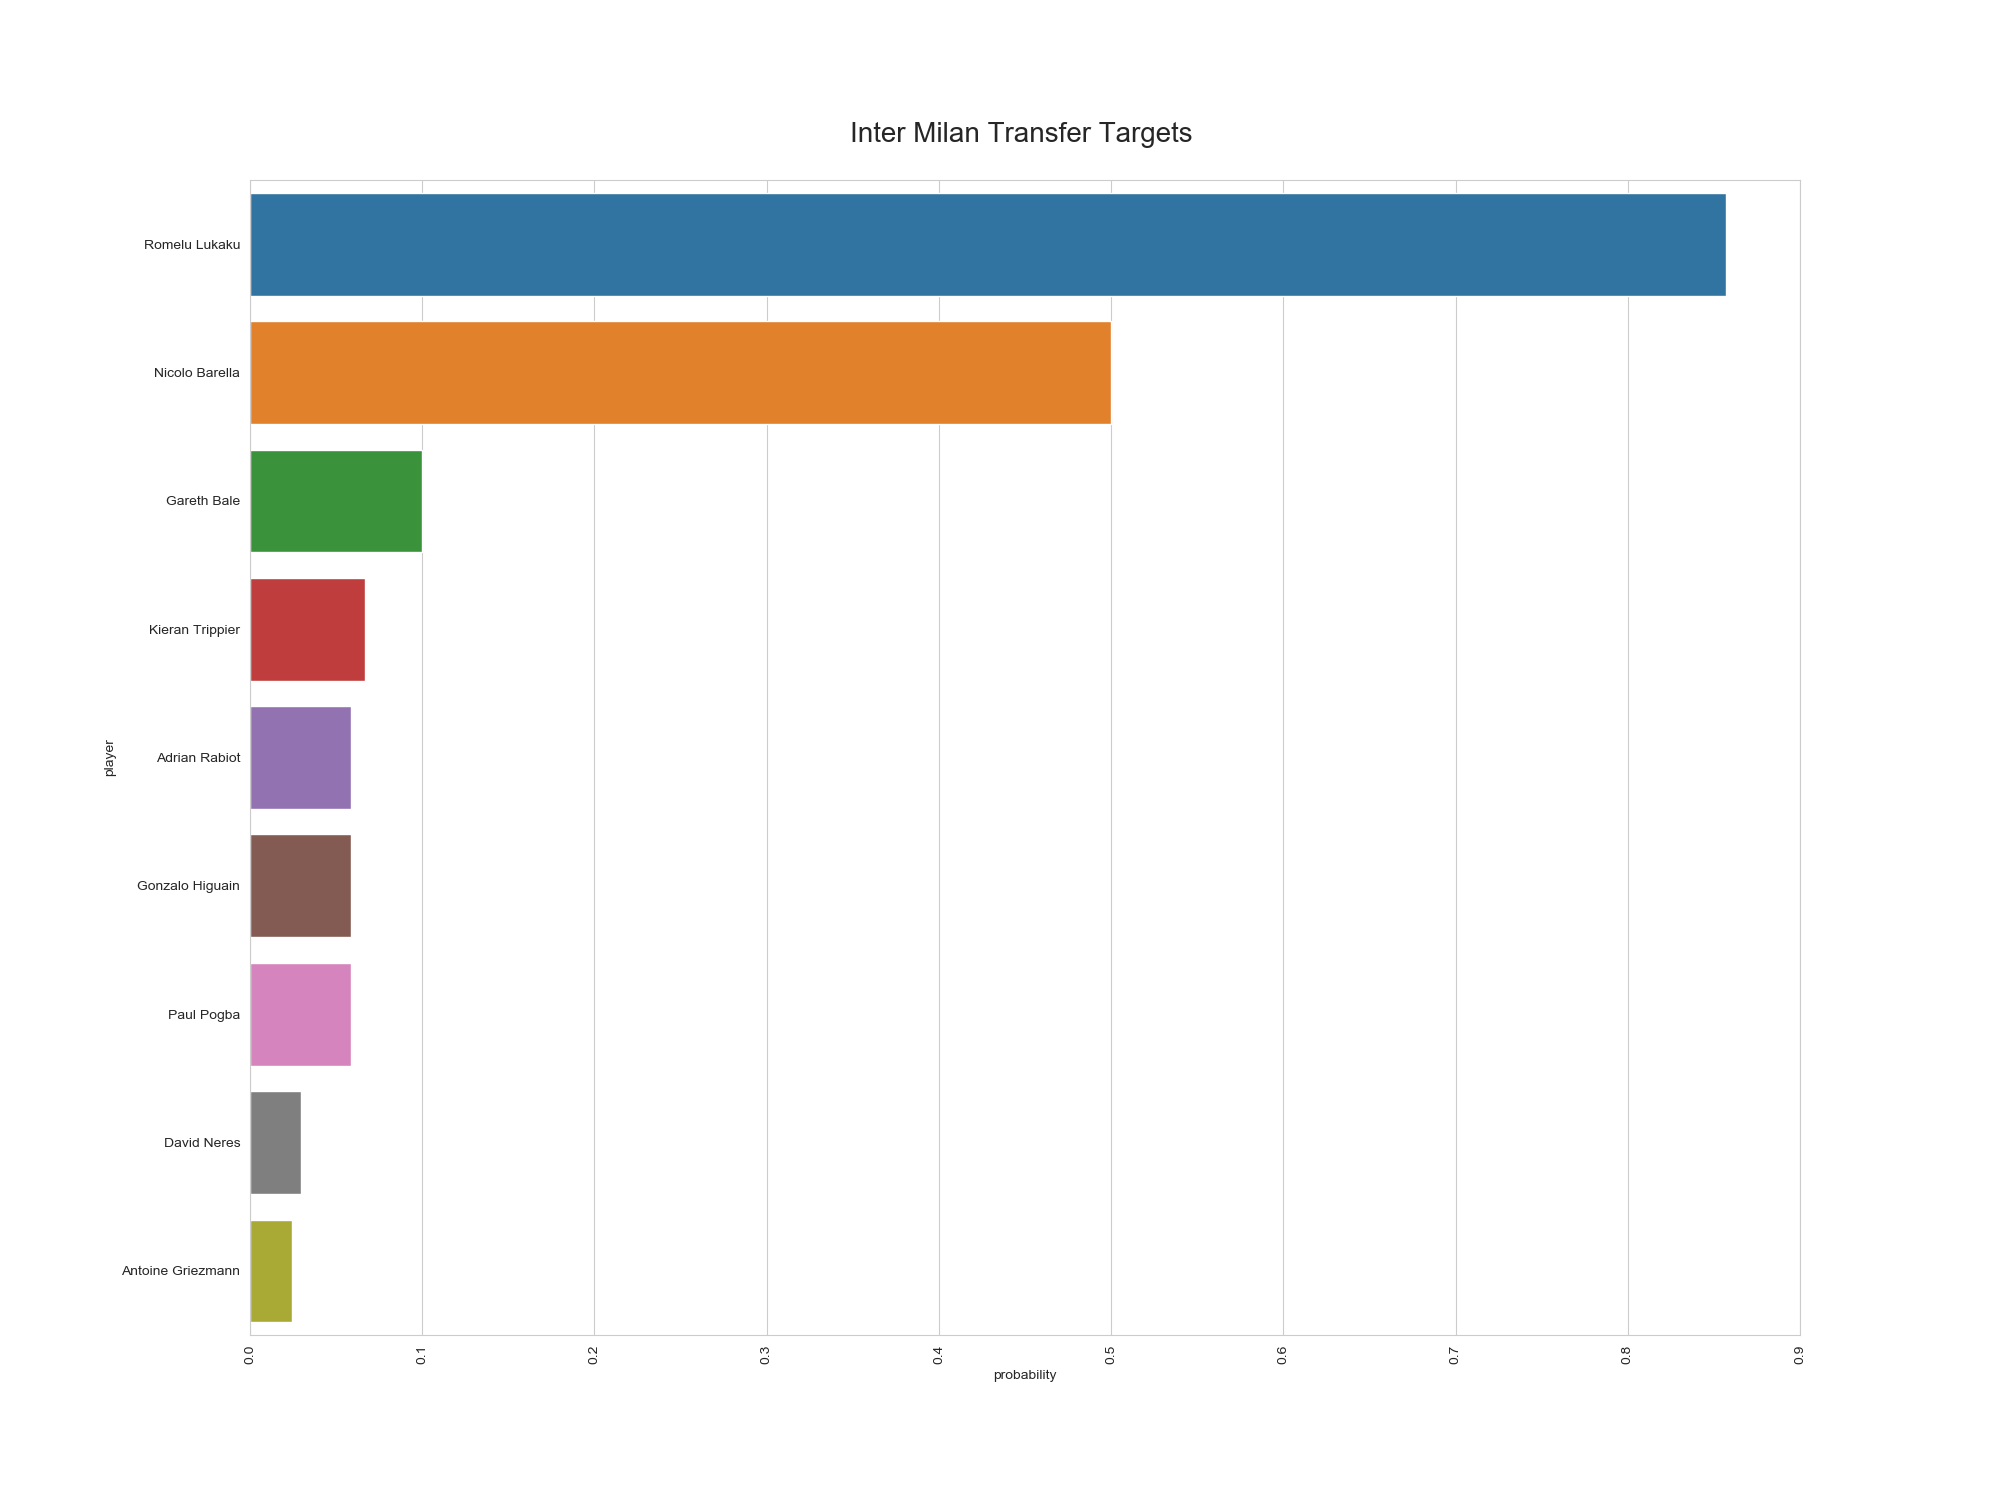 Inter Milan Transfer Targets
Romelu Lukaku
Nicolo Barella
Gareth Bale
Kieran Trippier
Adrian Rabiot
Gonzalo Higuain
Paul Pogba
David Neres
Antoine Griezmann
player
0.0 0.1 0.2 0.3 0.4 0.5 0.6 0.7 0.8 0.9
probability